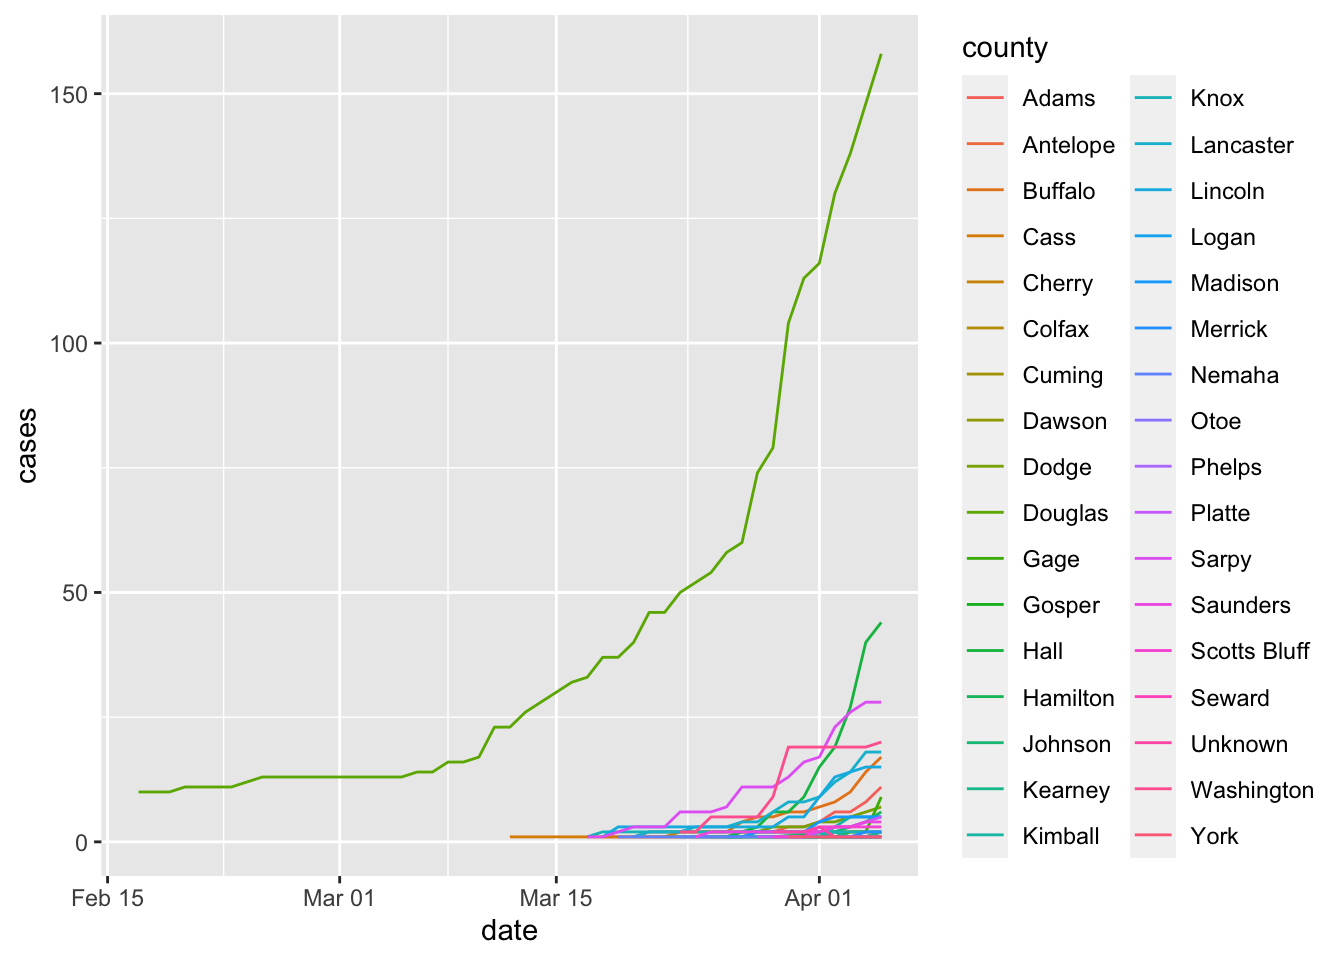 150
100
50
0
cases
Feb 15
Mar 01
Mar 15
Apr 01
date
county
Adams
Antelope
Buffalo
Cass
Cherry
Colfax
Cuming
Dawson
Dodge
Douglas
Gage
Gosper
Hall
Hamilton
Johnson
Kearney
Kimball
Knox
Lancaster
Lincoln
Logan
Madison
Merrick
Nemaha
Otoe
Phelps
Platte
Sarpy
Saunders
Scotts Bluff
Seward
Unknown
Washington
York